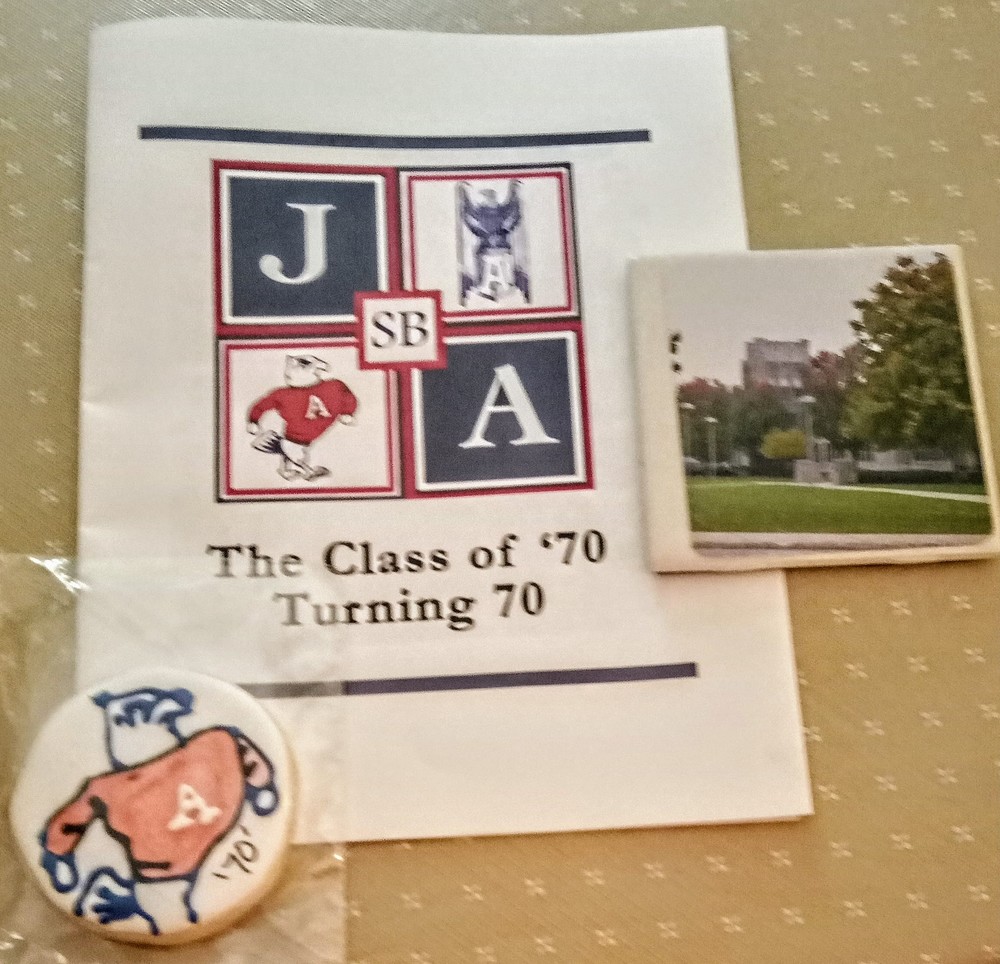 J
A
SB
A
A
The Class of ‘70
Turning 70
A
'70'